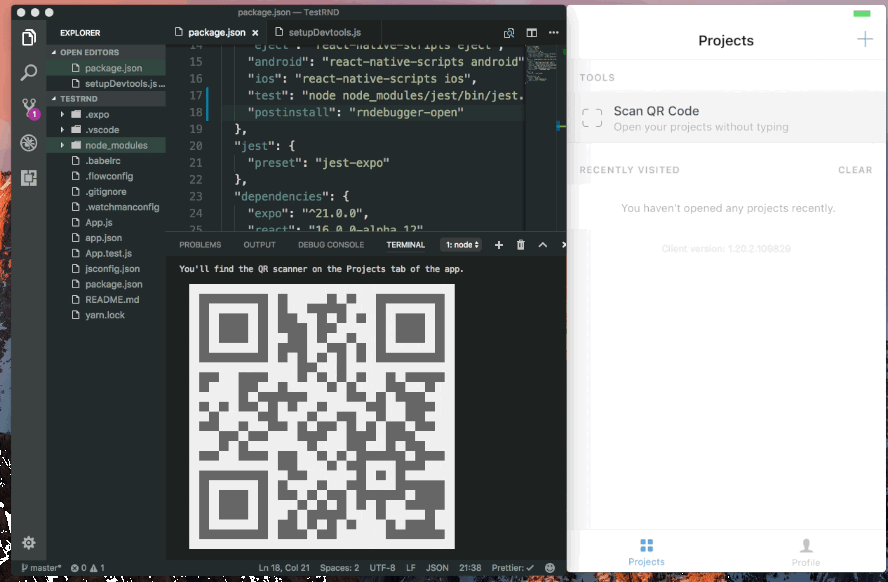 package.json — TestRND
EXPLORER
OPEN EDITORS
package.json
setupDevtools.js...
TESTRND
.expo
.vscode
node_modules
.babelrc
.flowconfig
.gitignore
.watchmanconfig
App.js
app.json
App.test.js
jsconfig.json
package.json
README.md
yarn.lock
1
package.json
setupDevtools.js
14 "eject": "react-native-scripts eject",
15 "android": "react-native-scripts android"
16 "ios": "react-native-scripts ios",
17 "test": "node node_modules/jest/bin/jest.
18 "postinstall": "rndebugger-open"
19 },
20 "jest": {
21 "preset": "jest-expo"
22 },
23 "dependencies": {
24 "expo": "^21.0.0",
25 "react": "16.0.0-alpha.12"
PROBLEMS OUTPUT DEBUG CONSOLE TERMINAL 1: node
You'll find the QR scanner on the Projects tab of the app.
master* 0 1 Ln 18, Col 21 Spaces: 2 UTF-8 LF JSON 21:38 Prettier: ✓
Projects
TOOLS
Scan QR Code
Open your projects without typing
RECENTLY VISITED CLEAR
You haven't opened any projects recently.
Client version: 1.20.2.109829
Projects Profile